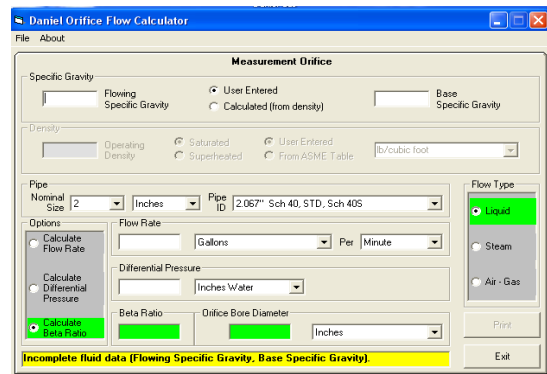 Daniel Orifice Flow Calculator
File About
Measurement Orifice
Specific Gravity
Flowing Specific Gravity
User Entered
Calculated (from density)
Base Specific Gravity
Density
Operating Density
Saturated
Superheated
User Entered
From ASME Table
lb/cubic foot
Pipe
Nominal Size 2 Inches Pipe ID 2.067" Sch 40, STD, Sch 40S
Flow Type
Liquid
Steam
Air - Gas
Options
Calculate Flow Rate
Calculate Differential Pressure
Calculate Beta Ratio
Flow Rate
Gallons Per Minute
Differential Pressure
Inches Water
Beta Ratio
Orifice Bore Diameter
Inches
Print
Exit
Incomplete fluid data (Flowing Specific Gravity, Base Specific Gravity).